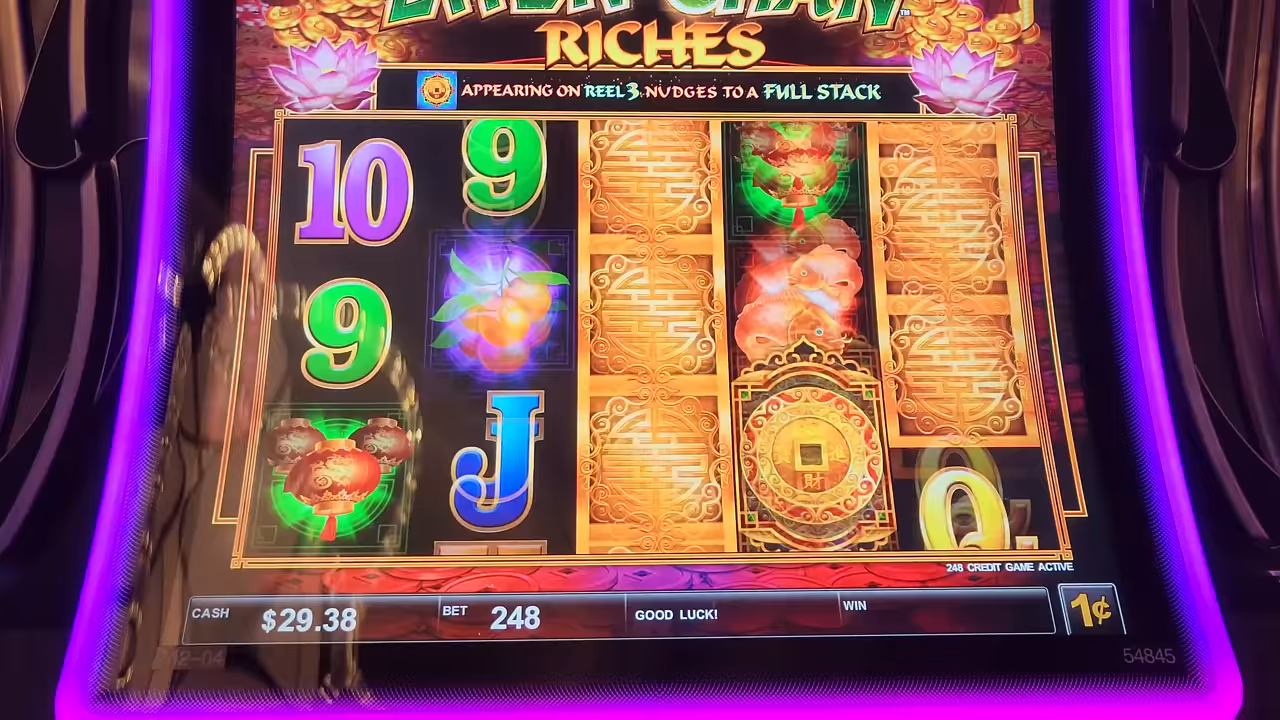 RICHES
APPEARING ON REEL 3 NUDGES TO A FULL STACK
10
9
9
J
財
Q
248 CREDIT GAME ACTIVE
CASH $29.38 BET 248 GOOD LUCK! WIN 1¢
54845